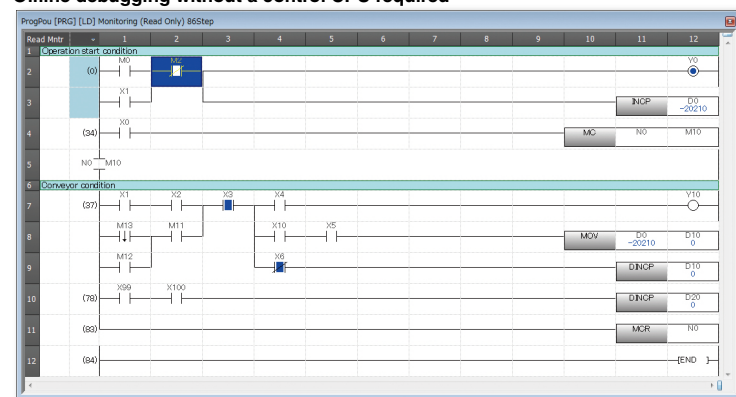 Offline debugging without a control CPU required
ProgPou [PRG] [LD] Monitoring (Read Only) 86Step
Read Mntr 1 2 3 4 5 6 7 8 9 10 11 12
1 Operation start condition
M0 M2 Y0
2 (0)
X1
3 INCP D0
-20210
X0
4 (34) MC N0 M10
5 N0 M10
6 Conveyor condition
X1 X2 X3 X4 Y10
7 (37)
M13 M11 X10 X5
8 MOV D0 D10
-20210 0
M12 X6
9 DINCP D10
0
X99 X100
10 (78) DINCP D20
0
11 (83) MCR N0
12 (84) [END ]